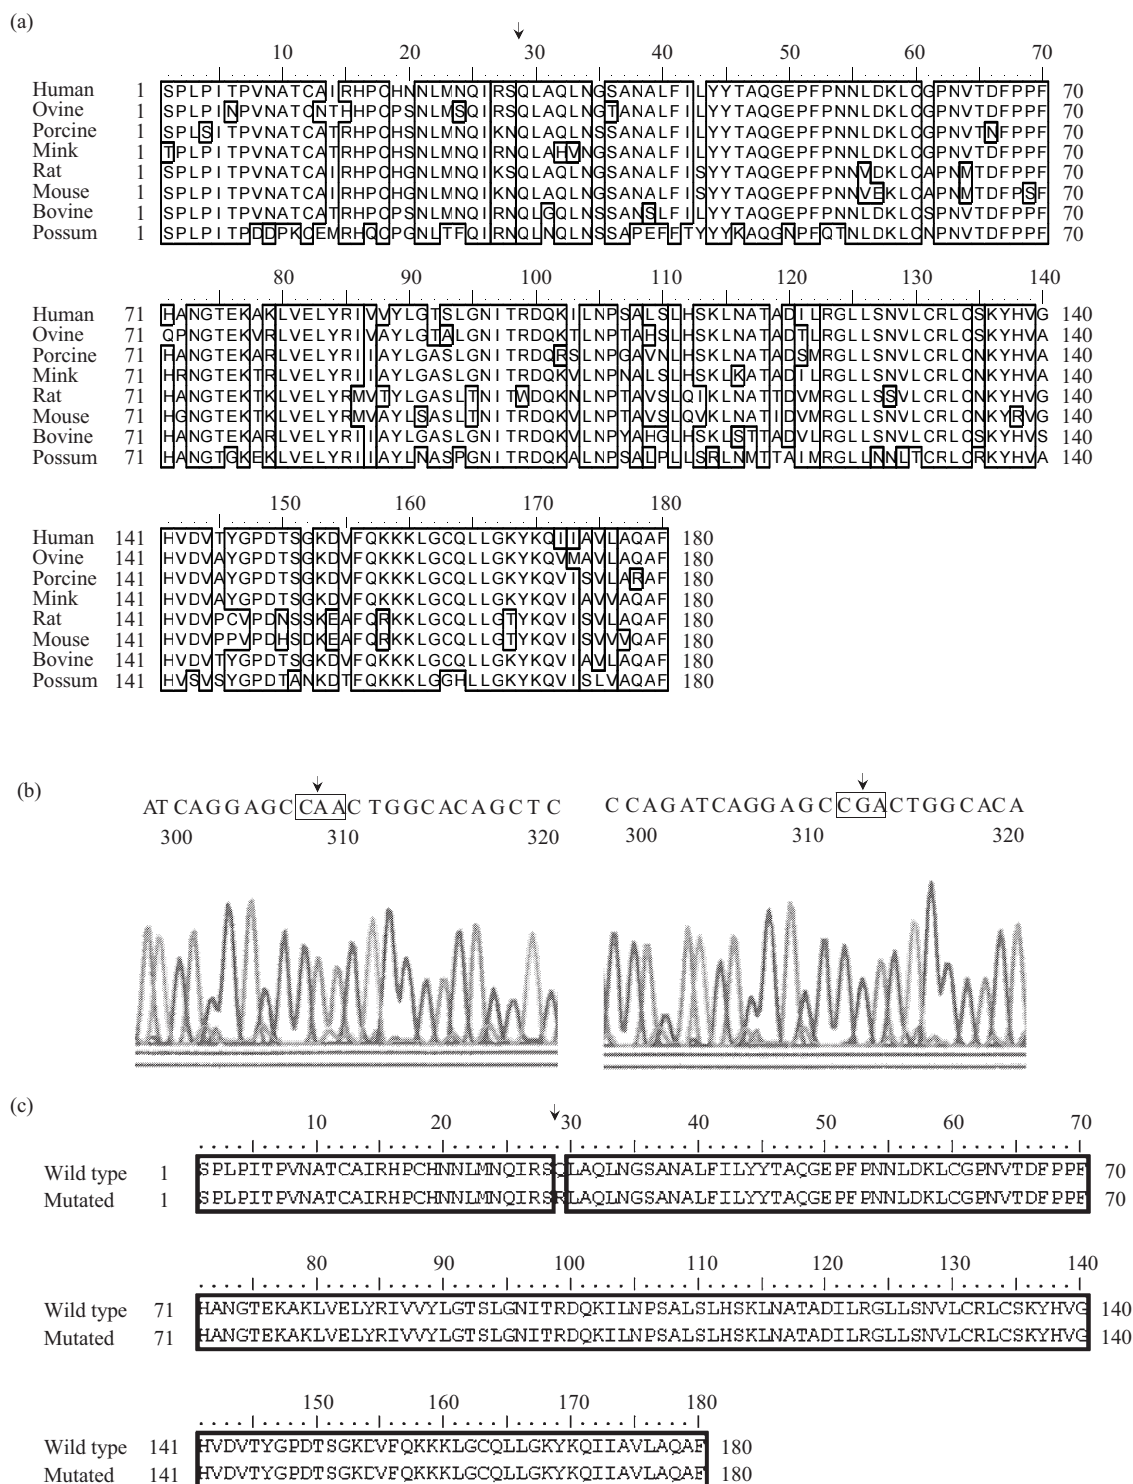 (a)
10 20 30 40 50 60 70
Human 1 SPLPITPVNATCAIRHPCHNNLMNQIRSQLAQLNGSANALFILYYTAQGEPFPNNLDKLCGPNVTDFPPF 70
Ovine 1 SPLPINPVNATCNTHHPCPSNLMSQIRSQLAQLNGTANALFILYYTAQGEPFPNNLDKLCGPNVTDFPPF 70
Porcine 1 SPLSITPVNATCATRHPCHSNLMNQIKNQLAQLNSSANALFILYYTAQGEPFPNNLDKLCGPNVTNFPPF 70
Mink 1 TPLPITPVNATCATRHPCHSNLMNQIKNQLAHVNGSANALFILYYTAQGEPFPNNLDKLCGPNVTDFPPF 70
Rat 1 SPLPITPVNATCATRHPCHGNLMNQIKSQLAQLNGSANALFISYYTAQGEPFPNNVDKLCAPNMTDFPPF 70
Mouse 1 SPLPITPVNATCATRHPCHGNLMNQIKNQLAQLNGSANALFISYYTAQGEPFPNNVEKLCAPNMTDFPSF 70
Bovine 1 SPLPITPVNATCATRHPCPSNLMNQIRNQLGQLNSSANSLFILYYTAQGEPFPNNLDKLCSPNVTDFPPF 70
Possum 1 SPLPITPDDPKCEMRHQCPGNLTFQIRNQLNQLNSSAPEFFTYYYKAQGNPFQTNLDKLCNPNVTDFPPF 70
80 90 100 110 120 130 140
Human 71 HANGTEKAKLVELYRIVVYLGTSLGNITRDQKILNPSALSLHSKLNATADILRGLLSNVLCRLCSKYHVG 140
Ovine 71 QPNGTEKARLVELYRIVAYLGTALGNITRDQKTLNPSAHSLHSKLNATADTLRGLLSNVLCRLCSKYHVA 140
Porcine 71 HANGTEKARLVELYRIIAYLGASLGNITRDQRSLNPGAVNLHSKLNATADSMRGLLSNVLCRLCNKYHVA 140
Mink 71 HRNGTEKTRLVELYRIIAYLGASLGNITRDQKVLNPNALSLHSKLKATADILRGLLSNVLCRLCNKYHVA 140
Rat 71 HANGTEKTKLVELYRMVTYLGASLTNITWDQKNLNPTAVSLQIKLNATTDVMRGLLSSVLCRLCNKYHVG 140
Mouse 71 HGNGTEKTKLVELYRMVAYLSASLTNITRDQKVLNPTAVSLQVKLNATTDVMRGLLSNVLCRLCNKYRVG 140
Bovine 71 HANGTEKARLVELYRIIAYLGASLGNITRDQKVLNPYAHGLHSKLSTTADVLRGLLSNVLCRLCSKYHVS 140
Possum 71 HANGTGKEKLVELYRIIAYLNASPGNITRDQKALNPSALPLLSRLNMTTAIMRGLLNNLTCRLCRKYHVA 140
150 160 170 180
Human 141 HVDVTYGPDTSGKDVFQKKKLGCQLLGKYKQIIAVLAQAF 180
Ovine 141 HVDVAYGPDTSGKDVFQKKKLGCQLLGKYKQVMAVLAQAF 180
Porcine 141 HVDVAYGPDTSGKDVFQKKKLGCQLLGKYKQVISVLARAF 180
Mink 141 HVDVAYGPDTSGKDVFQKKKLGCQLLGKYKQVIAVVAQAF 180
Rat 141 HVDVPCVPDNSSKEAFQRKKLGCQLLGTYKQVISVLAQAF 180
Mouse 141 HVDVPPVPDHSDKEAFQRKKLGCQLLGTYKQVISVVVQAF 180
Bovine 141 HVDVTYGPDTSGKDVFQKKKLGCQLLGKYKQVIAVLAQAF 180
Possum 141 HVSVSYGPDTANKDTFQKKKLGGHLLGKYKQVISLVAQAF 180
(b)
ATCAGGAGCCAACTGGCACAGCTC
300 310 320
CCAGATCAGGAGCCGACTGGCACA
300 310 320
(c)
10 20 30 40 50 60 70
Wild type 1 SPLPITPVNATCAIRHPCHNNLMNQIRSQLAQLNGSANALFILYYTAQGEPFPNNLDKLCGPNVTDFPPF 70
Mutated 1 SPLPITPVNATCAIRHPCHNNLMNQIRSRLAQLNGSANALFILYYTAQGEPFPNNLDKLCGPNVTDFPPF 70
80 90 100 110 120 130 140
Wild type 71 HANGTEKAKLVELYRIVVYLGTSLGNITRDQKILNPSALSLHSKLNATADILRGLLSNVLCRLCSKYHVG 140
Mutated 71 HANGTEKAKLVELYRIVVYLGTSLGNITRDQKILNPSALSLHSKLNATADILRGLLSNVLCRLCSKYHVG 140
150 160 170 180
Wild type 141 HVDVTYGPDTSGKDVFQKKKLGCQLLGKYKQIIAVLAQAF 180
Mutated 141 HVDVTYGPDTSGKDVFQKKKLGCQLLGKYKQIIAVLAQAF 180